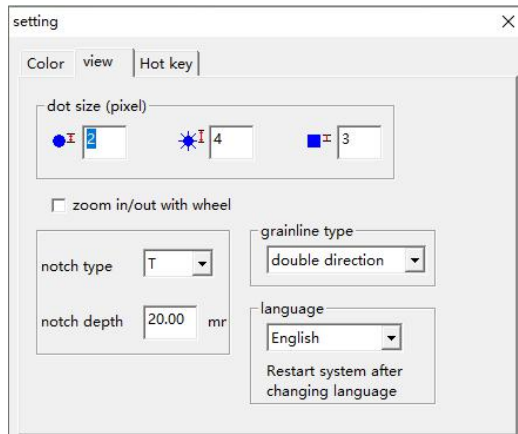 setting
Color view Hot key
dot size (pixel)
2 4 3
zoom in/out with wheel
notch type T
notch depth 20.00 mr
grainline type
double direction
language
English
Restart system after
changing language